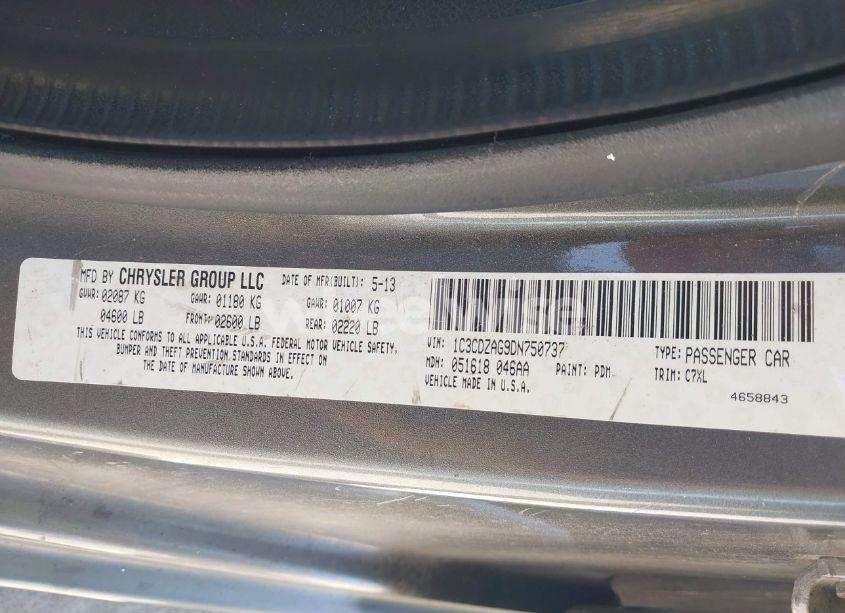 MFD BY CHRYSLER GROUP LLC DATE OF MFR(BUILT): 5-13
GVWR: 02087 KG GAWR: 01180 KG GAWR: 01007 KG
04600 LB FRONT: 02600 LB REAR: 02220 LB
THIS VEHICLE CONFORMS TO ALL APPLICABLE U.S.A. FEDERAL MOTOR VEHICLE SAFETY,
BUMPER AND THEFT PREVENTION STANDARDS IN EFFECT ON
THE DATE OF MANUFACTURE SHOWN ABOVE.
VIN: 1C3CDZAG9DN750737 TYPE: PASSENGER CAR
MDH: 051618 046AA PAINT: PDM TRIM: C7XL
VEHICLE MADE IN U.S.A.
4658843